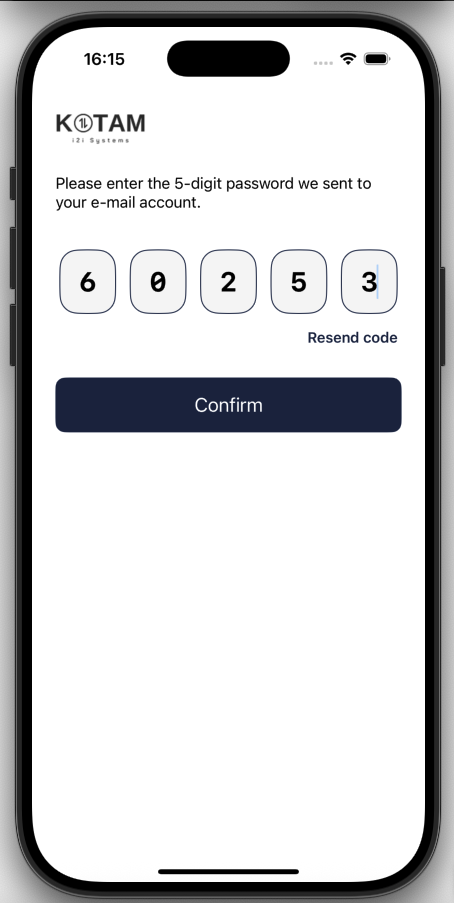 16:15
KOTAM
i2i Systems
Please enter the 5-digit password we sent to
your e-mail account.
6 0 2 5 3
Resend code
Confirm